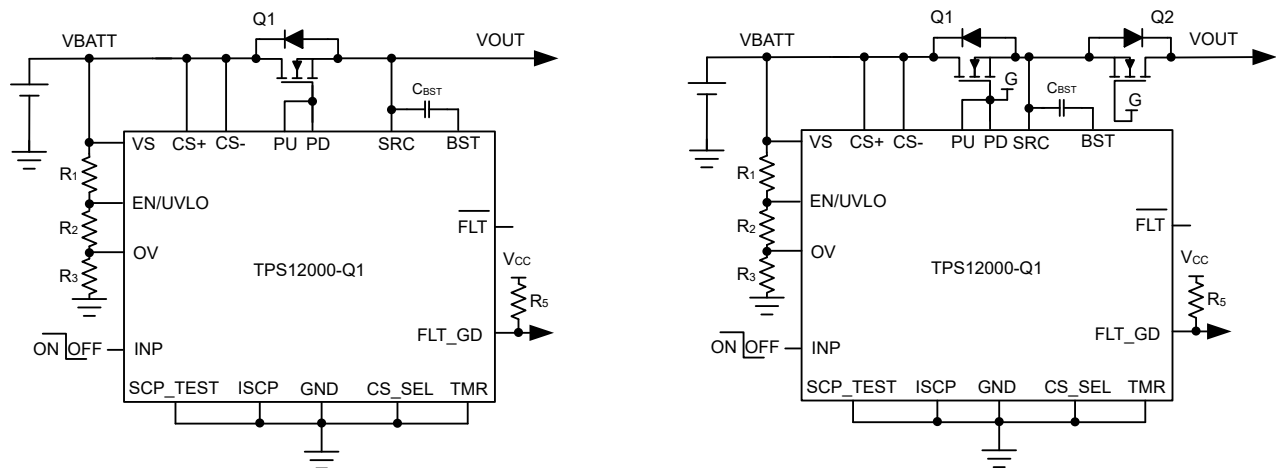 Q1
VBATT
VOUT
CBST
VS
CS+
CS-
PU
PD
SRC
BST
R1
EN/UVLO
R2
FLT
OV
R3
TPS12000-Q1
VCC
R5
FLT_GD
ON
OFF
INP
SCP_TEST
ISCP
GND
CS_SEL
TMR
Q1
Q2
VBATT
VOUT
G
CBST
G
VS
CS+
CS-
PU
PD
SRC
BST
R1
EN/UVLO
R2
FLT
OV
R3
TPS12000-Q1
VCC
R5
FLT_GD
ON
OFF
INP
SCP_TEST
ISCP
GND
CS_SEL
TMR